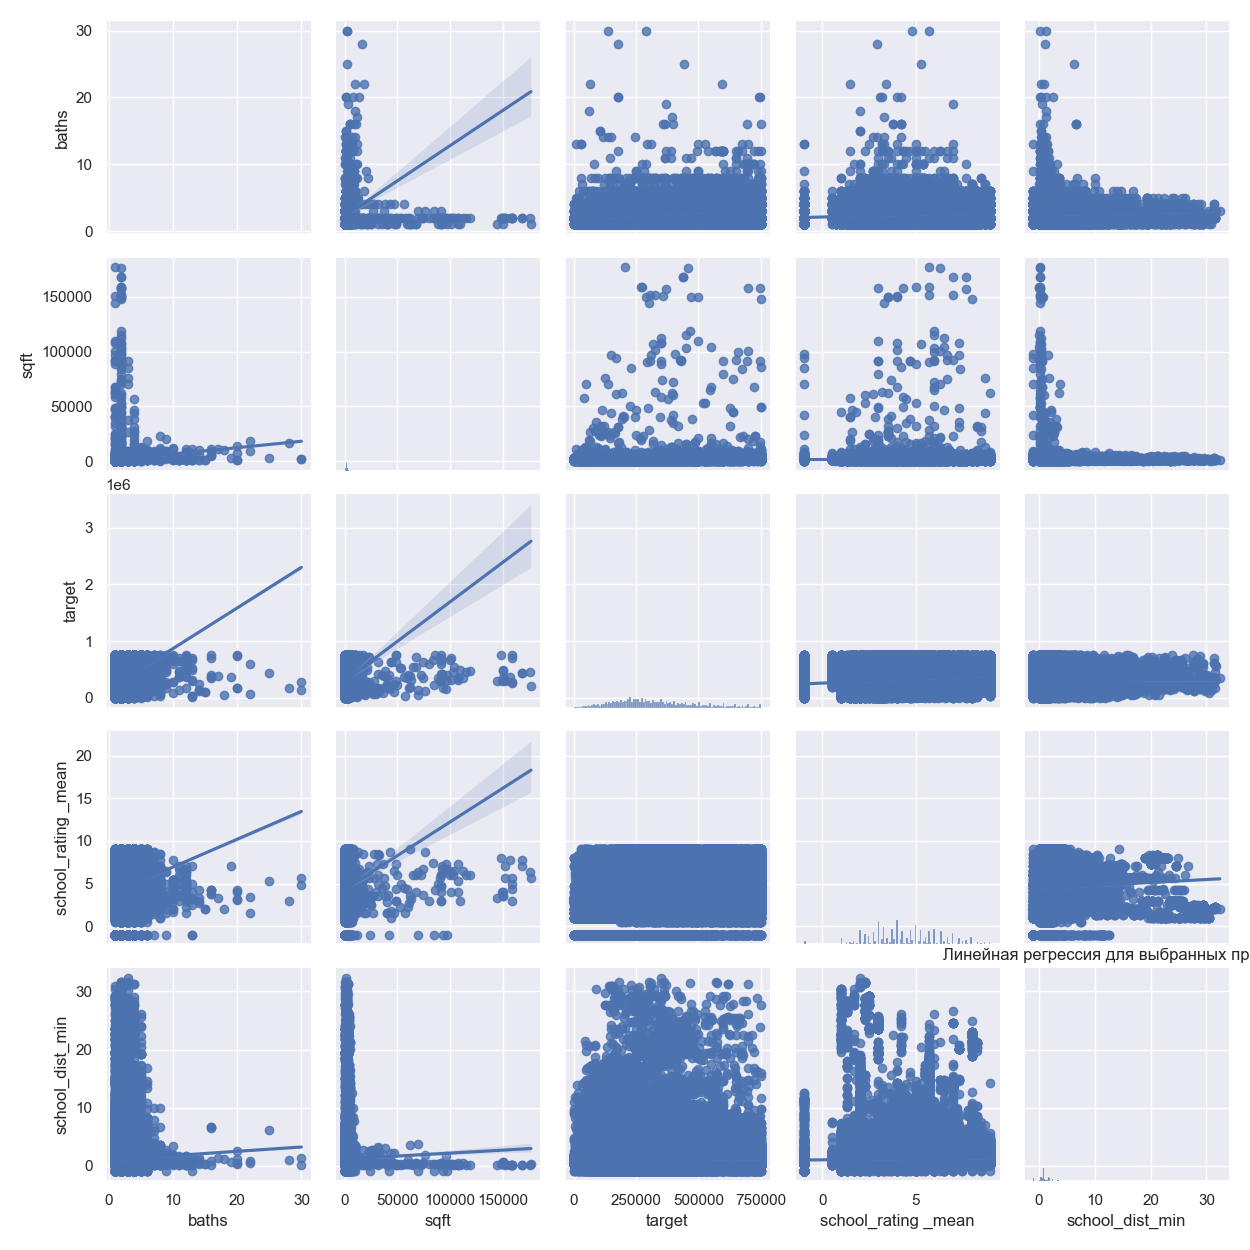 30
20
10
0
baths
150000
100000
50000
0
sqft
1e6
3
2
1
0
target
20
15
10
5
0
school_rating _mean
Линейная регрессия для выбранных пр
30
20
10
0
school_dist_min
0 10 20 30
0 50000 100000 150000
0 250000 500000 750000
0 5
0 10 20 30
baths
sqft
target
school_rating _mean
school_dist_min